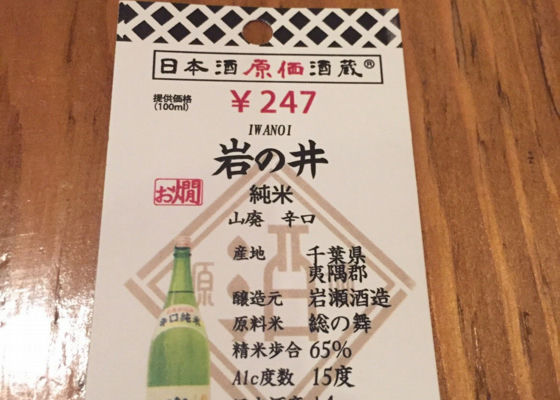 日本酒原価酒蔵®
提供価格
(100ml)
¥247
IWANOI
岩の井
お燗
純米
山廃 辛口
産地 千葉県
夷隅郡
醸造元 岩瀬酒造
原料米 総の舞
精米歩合 65%
Alc度数 15度
辛口純米
酒
原